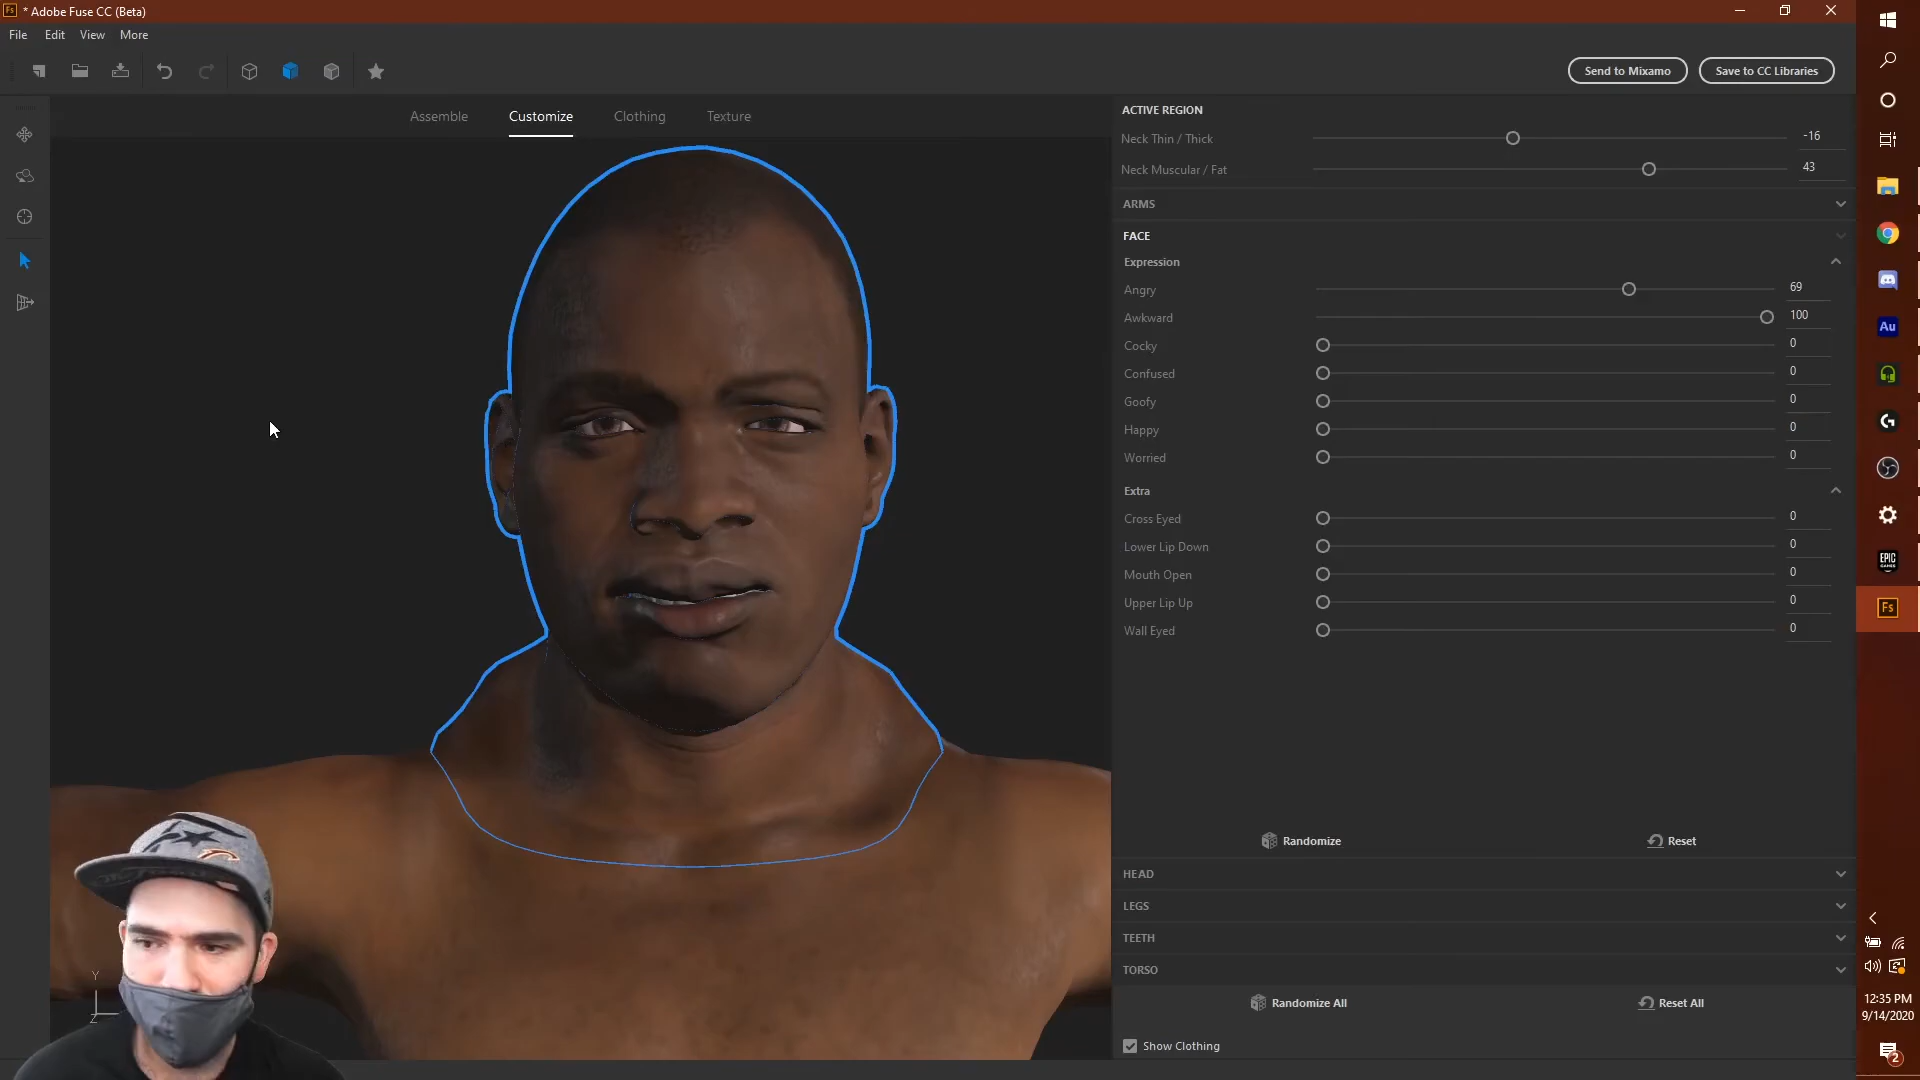 Fs * Adobe Fuse CC (Beta)
File Edit View More
Send to Mixamo Save to CC Libraries
Assemble Customize Clothing Texture
ACTIVE REGION
Neck Thin / Thick -16
Neck Muscular / Fat 43
ARMS
FACE
Expression
Angry 69
Awkward 100
Cocky 0
Confused 0
Goofy 0
Happy 0
Worried 0
Extra
Cross Eyed 0
Lower Lip Down 0
Mouth Open 0
Upper Lip Up 0
Wall Eyed 0
Randomize Reset
HEAD
LEGS
TEETH
TORSO
Randomize All Reset All
Show Clothing
Y
Z
Au
EPIC
GAMES
Fs
12:35 PM
9/14/2020
2